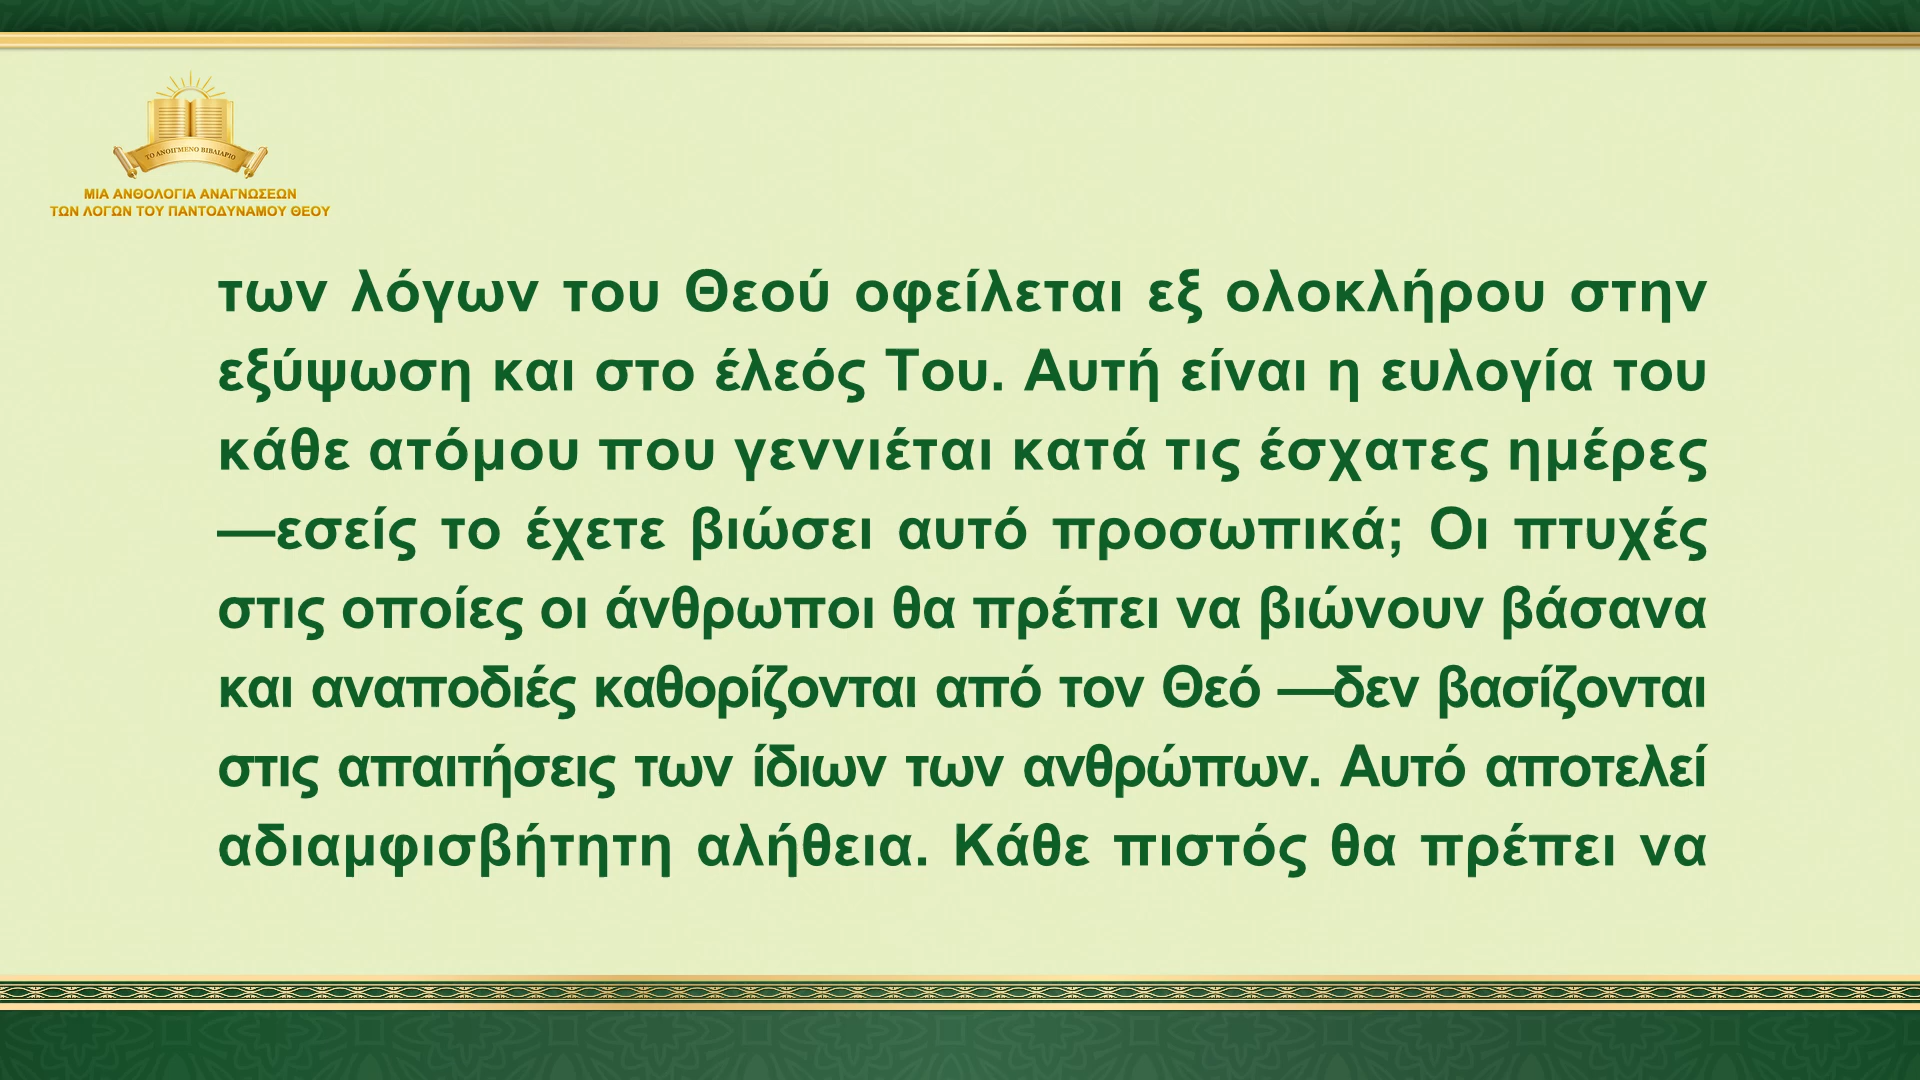 ΤΟ ΑΝΟΙΓΜΕΝΟ ΒΙΒΛΙΑΡΙΟ
ΜΙΑ ΑΝΘΟΛΟΓΙΑ ΑΝΑΓΝΩΣΕΩΝ
ΤΩΝ ΛΟΓΩΝ ΤΟΥ ΠΑΝΤΟΔΥΝΑΜΟΥ ΘΕΟΥ
των λόγων του Θεού οφείλεται εξ ολοκλήρου στην
εξύψωση και στο έλεός Του. Αυτή είναι η ευλογία του
κάθε ατόμου που γεννιέται κατά τις έσχατες ημέρες
—εσείς το έχετε βιώσει αυτό προσωπικά; Οι πτυχές
στις οποίες οι άνθρωποι θα πρέπει να βιώνουν βάσανα
και αναποδιές καθορίζονται από τον Θεό —δεν βασίζονται
στις απαιτήσεις των ίδιων των ανθρώπων. Αυτό αποτελεί
αδιαμφισβήτητη αλήθεια. Κάθε πιστός θα πρέπει να